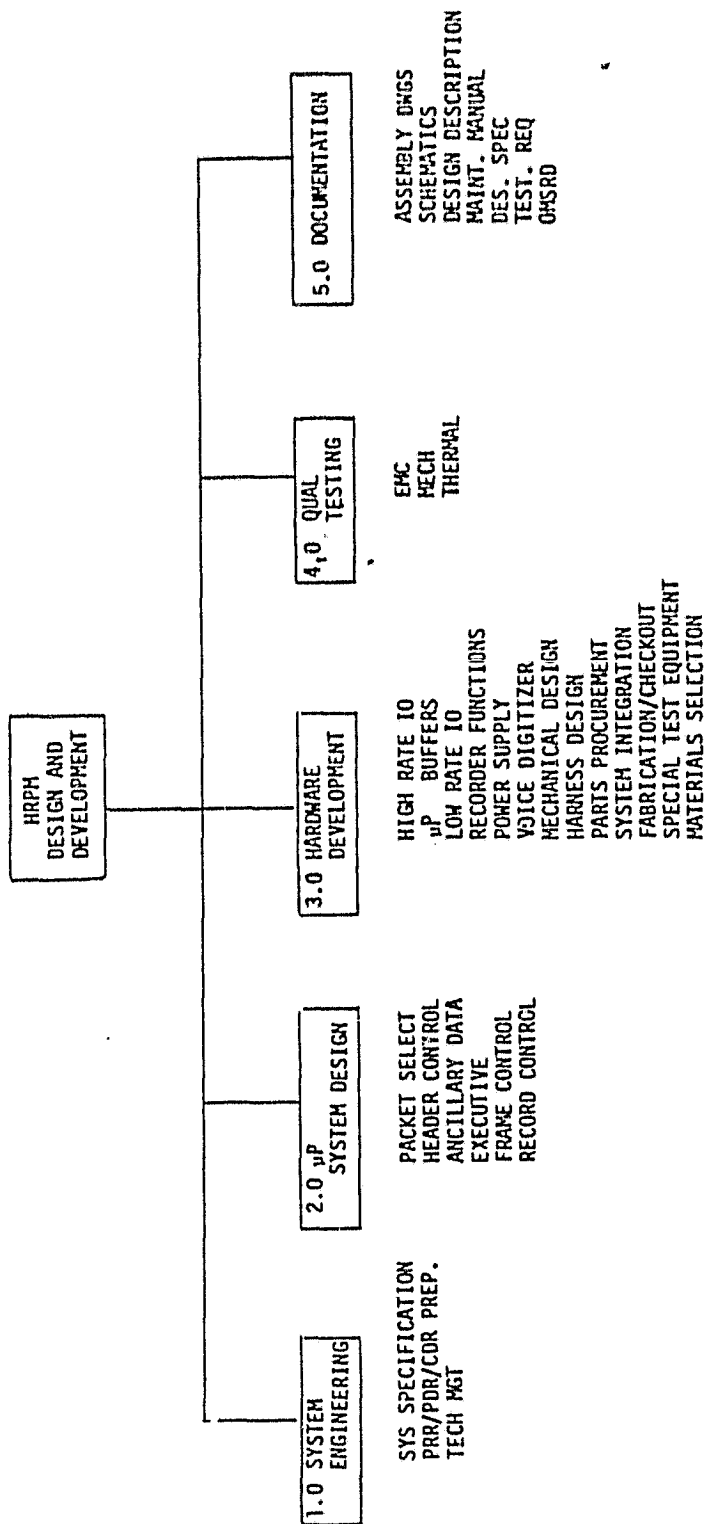 HRPM
DESIGN AND
DEVELOPMENT
1.0 SYSTEM
ENGINEERING
SYS SPECIFICATION
PRR/PDR/CDR PREP.
TECH MGT
2.0 µP
SYSTEM DESIGN
PACKET SELECT
HEADER CONTROL
ANCILLARY DATA
EXECUTIVE
FRAME CONTROL
RECORD CONTROL
3.0 HARDWARE
DEVELOPMENT
HIGH RATE IO
µP BUFFERS
LOW RATE IO
RECORDER FUNCTIONS
POWER SUPPLY
VOICE DIGITIZER
MECHANICAL DESIGN
HARNESS DESIGN
PARTS PROCUREMENT
SYSTEM INTEGRATION
FABRICATION/CHECKOUT
SPECIAL TEST EQUIPMENT
MATERIALS SELECTION
4.0 QUAL
TESTING
EMC
MECH
THERMAL
5.0 DOCUMENTATION
ASSEMBLY DWGS
SCHEMATICS
DESIGN DESCRIPTION
MAINT. MANUAL
DES. SPEC
TEST. REQ
OMSRD